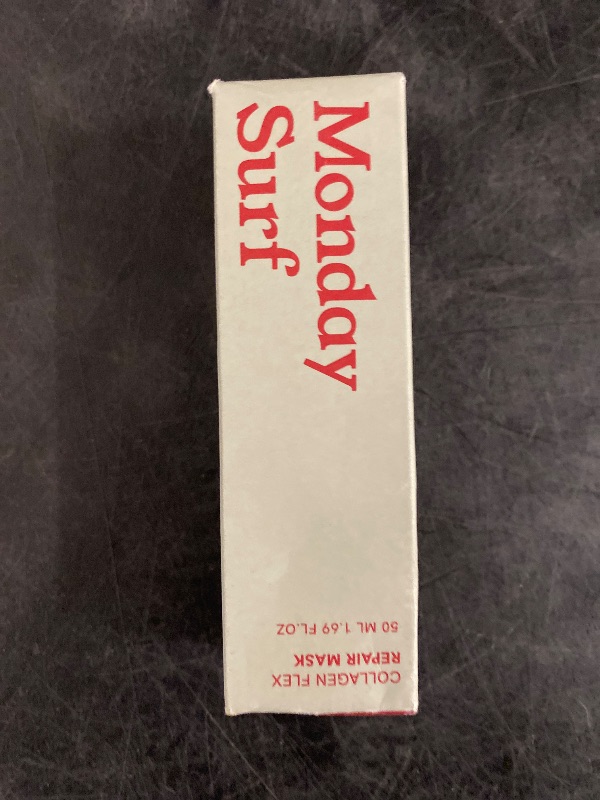 Monday
Surf
COLLAGEN FLEX
REPAIR MASK
50 ML 1.69 FL.OZ